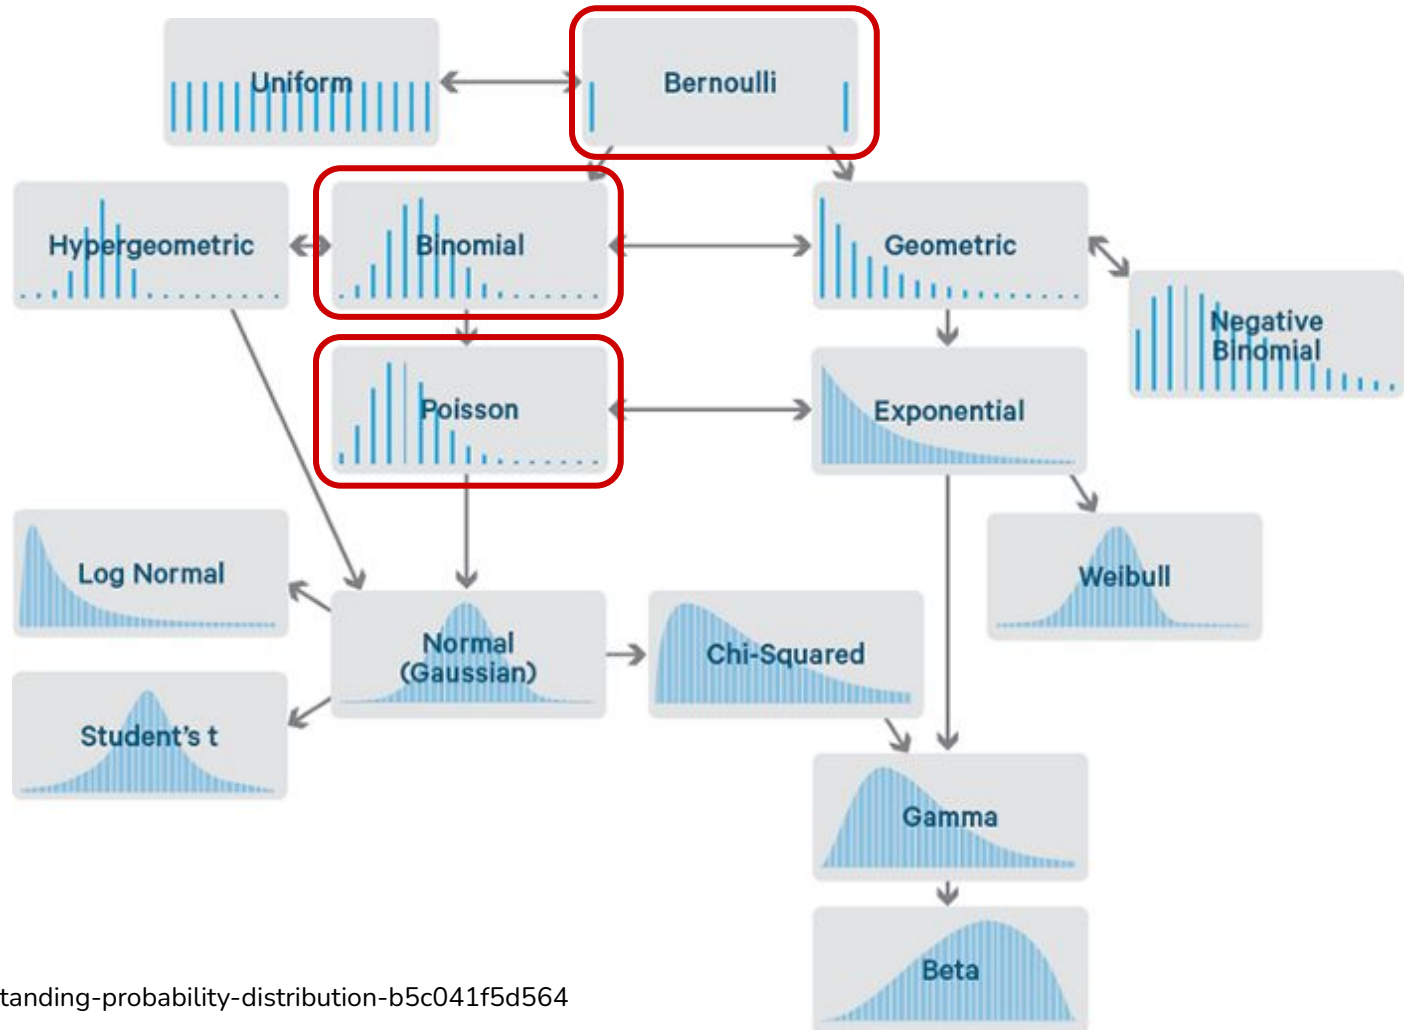 Uniform
Bernoulli
Hypergeometric
Binomial
Geometric
Negative
Binomial
Poisson
Exponential
Log Normal
Weibull
Normal
(Gaussian)
Chi-Squared
Student's t
Gamma
Beta
tanding-probability-distribution-b5c041f5d564